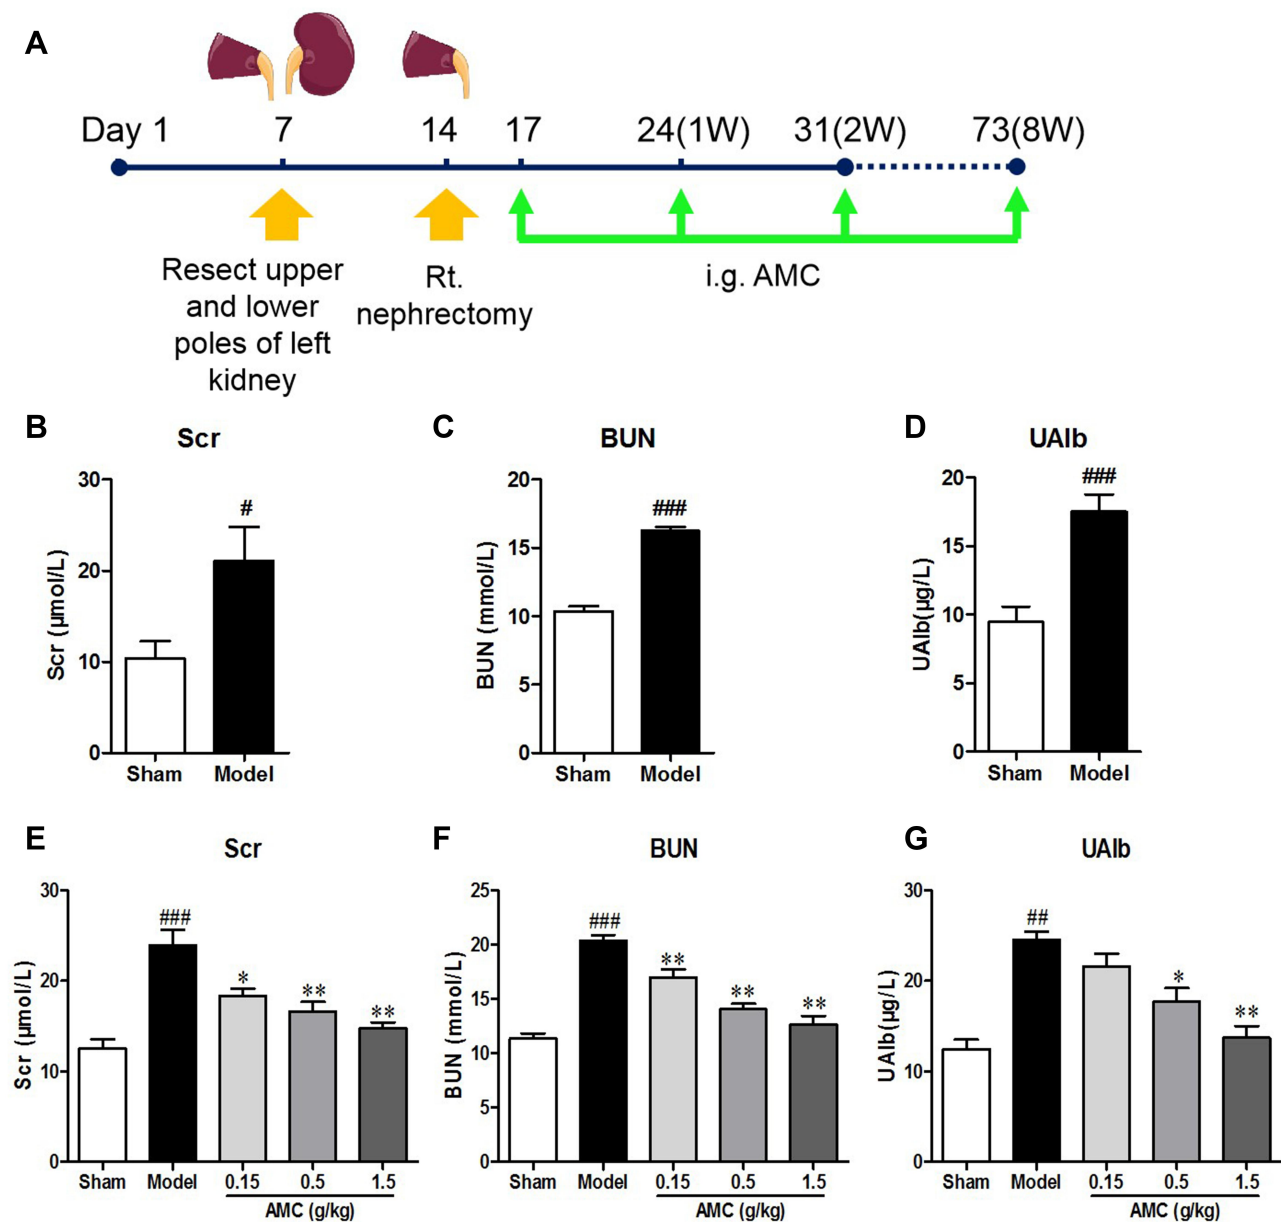 A
Day 1 7 14 17 24(1W) 31(2W) 73(8W)
Resect upper
and lower
poles of left
kidney
Rt.
nephrectomy
i.g. AMC
B
Scr
30
20
10
0
Scr (µmol/L)
#
Sham Model
C
BUN
20
15
10
5
0
BUN (mmol/L)
###
Sham Model
D
UAlb
20
15
10
5
0
UAlb(µg/L)
###
Sham Model
E
Scr
30
20
10
0
Scr (µmol/L)
###
*
**
**
Sham Model 0.15 0.5 1.5
AMC (g/kg)
F
BUN
25
20
15
10
5
0
BUN (mmol/L)
###
**
**
**
Sham Model 0.15 0.5 1.5
AMC (g/kg)
G
UAlb
30
20
10
0
UAlb(µg/L)
##
*
**
Sham Model 0.15 0.5 1.5
AMC (g/kg)